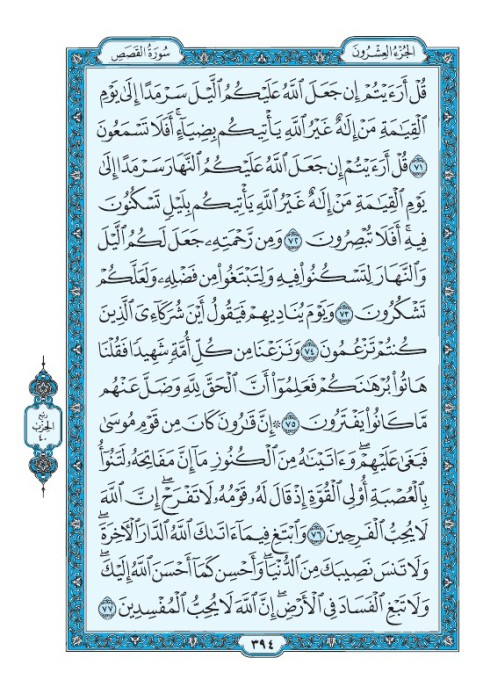 سُورَةُ القَصَصِ
الجُزْءُ العِشْرُونَ
قُلْ أَرَءَيْتُمْ إِن جَعَلَ ٱللَّهُ عَلَيْكُمُ ٱلَّيْلَ سَرْمَدًا إِلَىٰ يَوْمِ
ٱلْقِيَٰمَةِ مَنْ إِلَٰهٌ غَيْرُ ٱللَّهِ يَأْتِيكُم بِضِيَآءٍ ۖ أَفَلَا تَسْمَعُونَ
٧١ قُلْ أَرَءَيْتُمْ إِن جَعَلَ ٱللَّهُ عَلَيْكُمُ ٱلنَّهَارَ سَرْمَدًا إِلَىٰ
يَوْمِ ٱلْقِيَٰمَةِ مَنْ إِلَٰهٌ غَيْرُ ٱللَّهِ يَأْتِيكُم بِلَيْلٍ تَسْكُنُونَ
فِيهِ ۖ أَفَلَا تُبْصِرُونَ ٧٢ وَمِن رَّحْمَتِهِۦ جَعَلَ لَكُمُ ٱلَّيْلَ
وَٱلنَّهَارَ لِتَسْكُنُوا۟ فِيهِ وَلِتَبْتَغُوا۟ مِن فَضْلِهِۦ وَلَعَلَّكُمْ
تَشْكُرُونَ ٧٣ وَيَوْمَ يُنَادِيهِمْ فَيَقُولُ أَيْنَ شُرَكَآءِىَ ٱلَّذِينَ
كُنتُمْ تَزْعُمُونَ ٧٤ وَنَزَعْنَا مِن كُلِّ أُمَّةٍ شَهِيدًا فَقُلْنَا
هَاتُوا۟ بُرْهَٰنَكُمْ فَعَلِمُوٓا۟ أَنَّ ٱلْحَقَّ لِلَّهِ وَضَلَّ عَنْهُم
مَّا كَانُوا۟ يَفْتَرُونَ ٧٥ ۞ إِنَّ قَٰرُونَ كَانَ مِن قَوْمِ مُوسَىٰ
فَبَغَىٰ عَلَيْهِمْ ۖ وَءَاتَيْنَٰهُ مِنَ ٱلْكُنُوزِ مَآ إِنَّ مَفَاتِحَهُۥ لَتَنُوٓأُ
بِٱلْعُصْبَةِ أُو۟لِى ٱلْقُوَّةِ إِذْ قَالَ لَهُۥ قَوْمُهُۥ لَا تَفْرَحْ ۖ إِنَّ ٱللَّهَ
لَا يُحِبُّ ٱلْفَرِحِينَ ٧٦ وَٱبْتَغِ فِيمَآ ءَاتَىٰكَ ٱللَّهُ ٱلدَّارَ ٱلْءَاخِرَةَ ۖ
وَلَا تَنسَ نَصِيبَكَ مِنَ ٱلدُّنْيَا ۖ وَأَحْسِن كَمَآ أَحْسَنَ ٱللَّهُ إِلَيْكَ ۖ
وَلَا تَبْغِ ٱلْفَسَادَ فِى ٱلْأَرْضِ ۖ إِنَّ ٱللَّهَ لَا يُحِبُّ ٱلْمُفْسِدِينَ ٧٧
رُبْعُ
الحِزْب
٤٠
٣٩٤